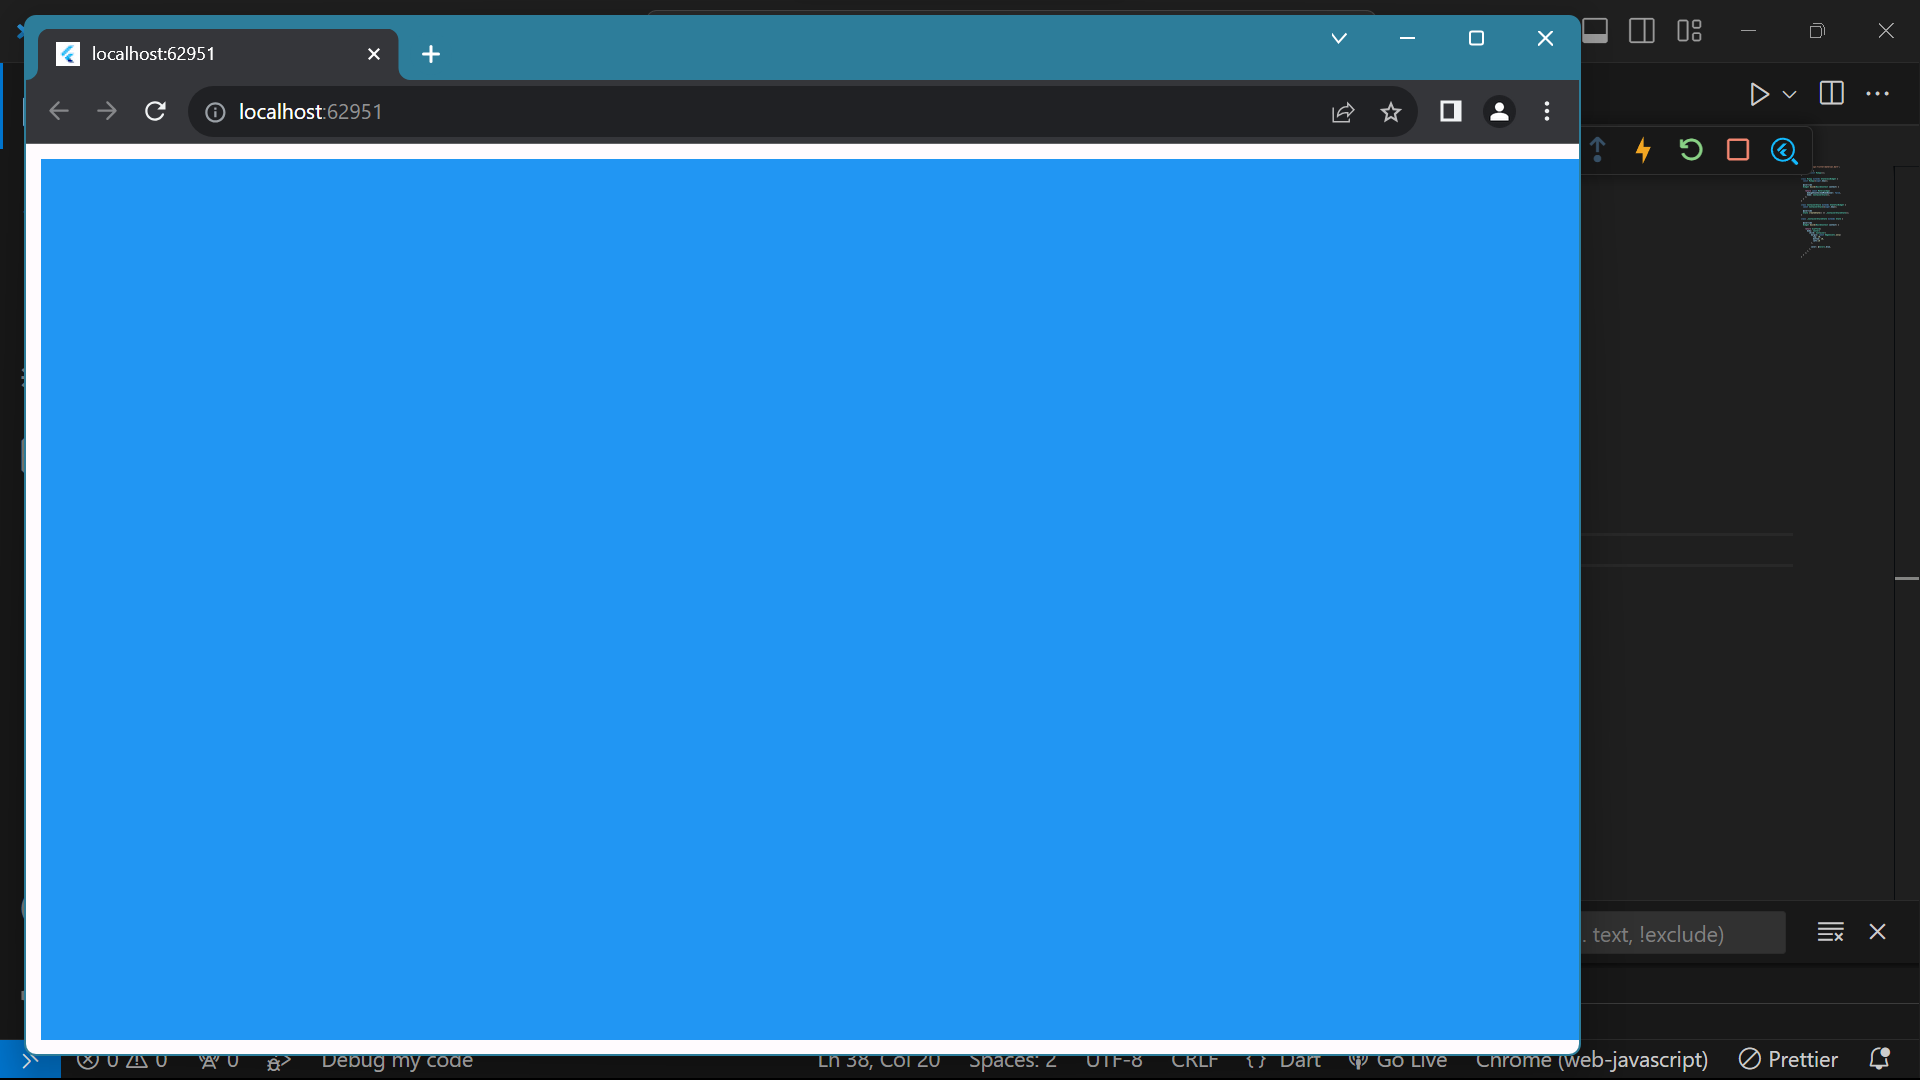 localhost:62951
localhost:62951
. text, !exclude)
0 0 0 Debug my code Ln 38, Col 20 Spaces: 2 UTF-8 CRLF {} Dart Go Live Chrome (web-javascript) Prettier